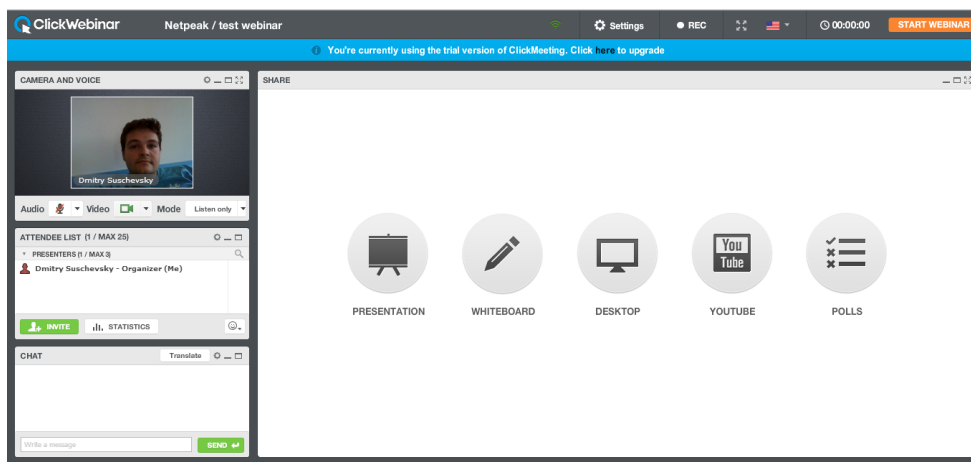 ClickWebinar Netpeak / test webinar Settings REC 00:00:00 START WEBINAR
You're currently using the trial version of ClickMeeting. Click here to upgrade
CAMERA AND VOICE
Dmitry Suschevsky
Audio Video Mode Listen only
ATTENDEE LIST (1 / MAX 25)
PRESENTERS (1 / MAX 3)
Dmitry Suschevsky - Organizer (Me)
INVITE STATISTICS
CHAT Translate
Write a message SEND
SHARE
You
Tube
PRESENTATION WHITEBOARD DESKTOP YOUTUBE POLLS